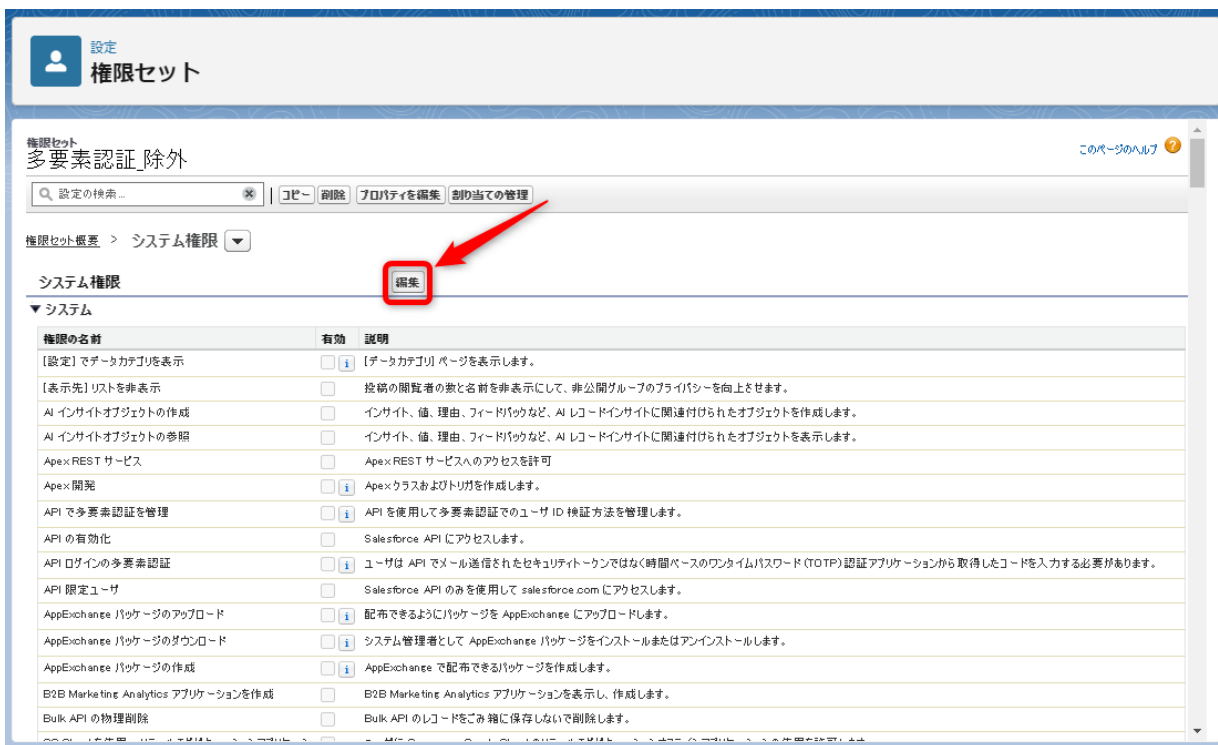 設定
権限セット
権限セット
多要素認証_除外
このページのヘルプ
設定の検索...
コピー 削除 プロパティを編集 割り当ての管理
権限セット概要 > システム権限
システム権限 編集
システム
権限の名前 有効 説明
[設定] でデータカテゴリを表示 [データカテゴリ] ページを表示します。
[表示先] リストを非表示 投稿の閲覧者の数と名前を非表示にして、非公開グループのプライバシーを向上させます。
AI インサイトオブジェクトの作成 インサイト、値、理由、フィードバックなど、AI レコードインサイトに関連付けられたオブジェクトを作成します。
AI インサイトオブジェクトの参照 インサイト、値、理由、フィードバックなど、AI レコードインサイトに関連付けられたオブジェクトを表示します。
Apex REST サービス Apex REST サービスへのアクセスを許可
Apex 開発 Apex クラスおよびトリガを作成します。
API で多要素認証を管理 API を使用して多要素認証でのユーザ ID 検証方法を管理します。
API の有効化 Salesforce API にアクセスします。
API ログインの多要素認証 ユーザは API でメール送信されたセキュリティトークンではなく時間ベースのワンタイムパスワード (TOTP) 認証アプリケーションから取得したコードを入力する必要があります。
API 限定ユーザ Salesforce API のみを使用して salesforce.com にアクセスします。
AppExchange パッケージのアップロード 配布できるようにパッケージを AppExchange にアップロードします。
AppExchange パッケージのダウンロード システム管理者として AppExchange パッケージをインストールまたはアンインストールします。
AppExchange パッケージの作成 AppExchange で配布できるパッケージを作成します。
B2B Marketing Analytics アプリケーションを作成 B2B Marketing Analytics アプリケーションを表示し、作成します。
Bulk API の物理削除 Bulk API のレコードをごみ箱に保存しないで削除します。